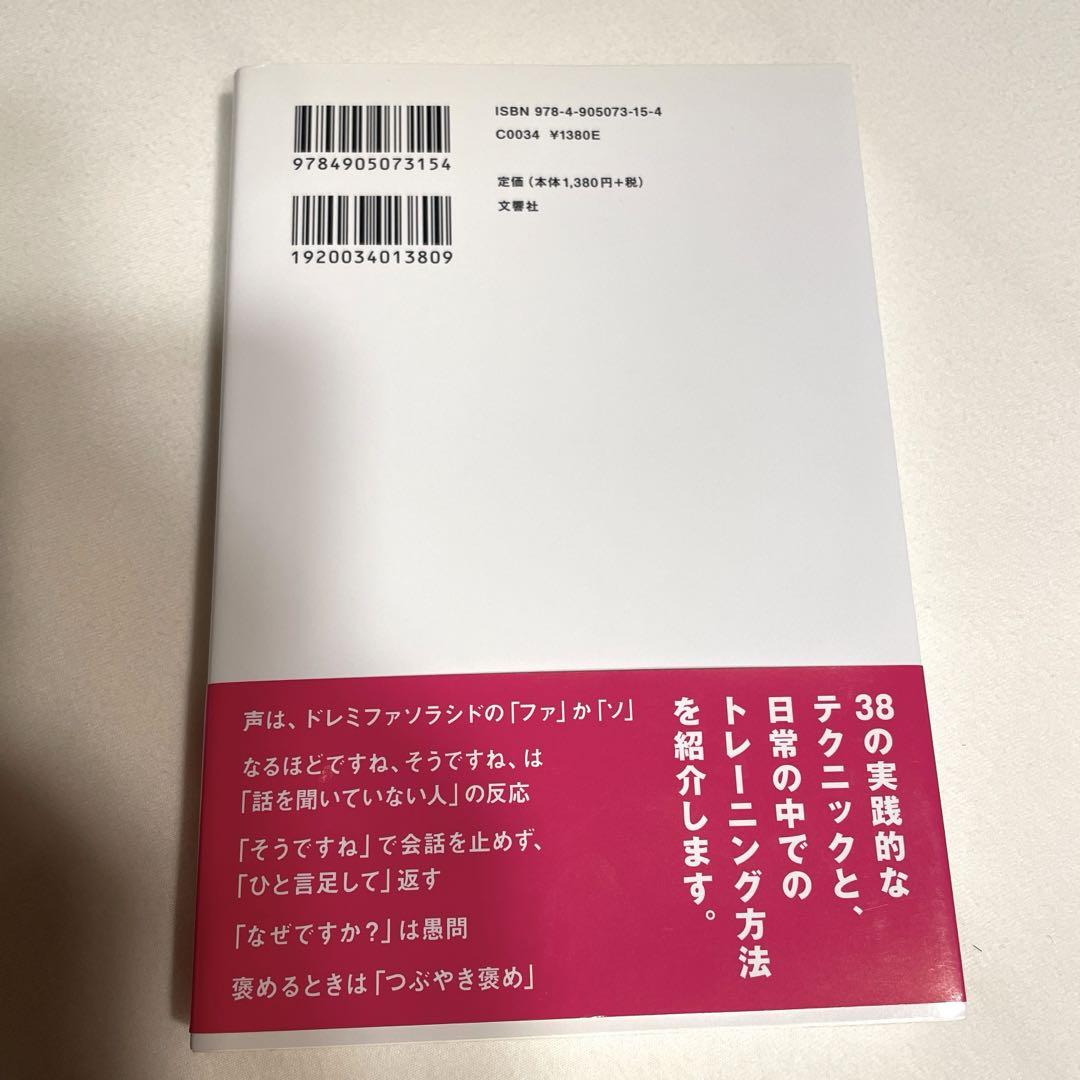 9784905073154
1920034013809
ISBN 978-4-905073-15-4
C0034 ¥1380E
定価(本体1,380円+税)
文響社
38の実践的な
テクニックと、
日常の中での
トレーニング方法
を紹介します。
声は、ドレミファソラシドの「ファ」か「ソ」
なるほどですね、そうですね、は
「話を聞いていない人」の反応
「そうですね」で会話を止めず、
「ひと言足して」返す
「なぜですか?」は愚問
褒めるときは「つぶやき褒め」